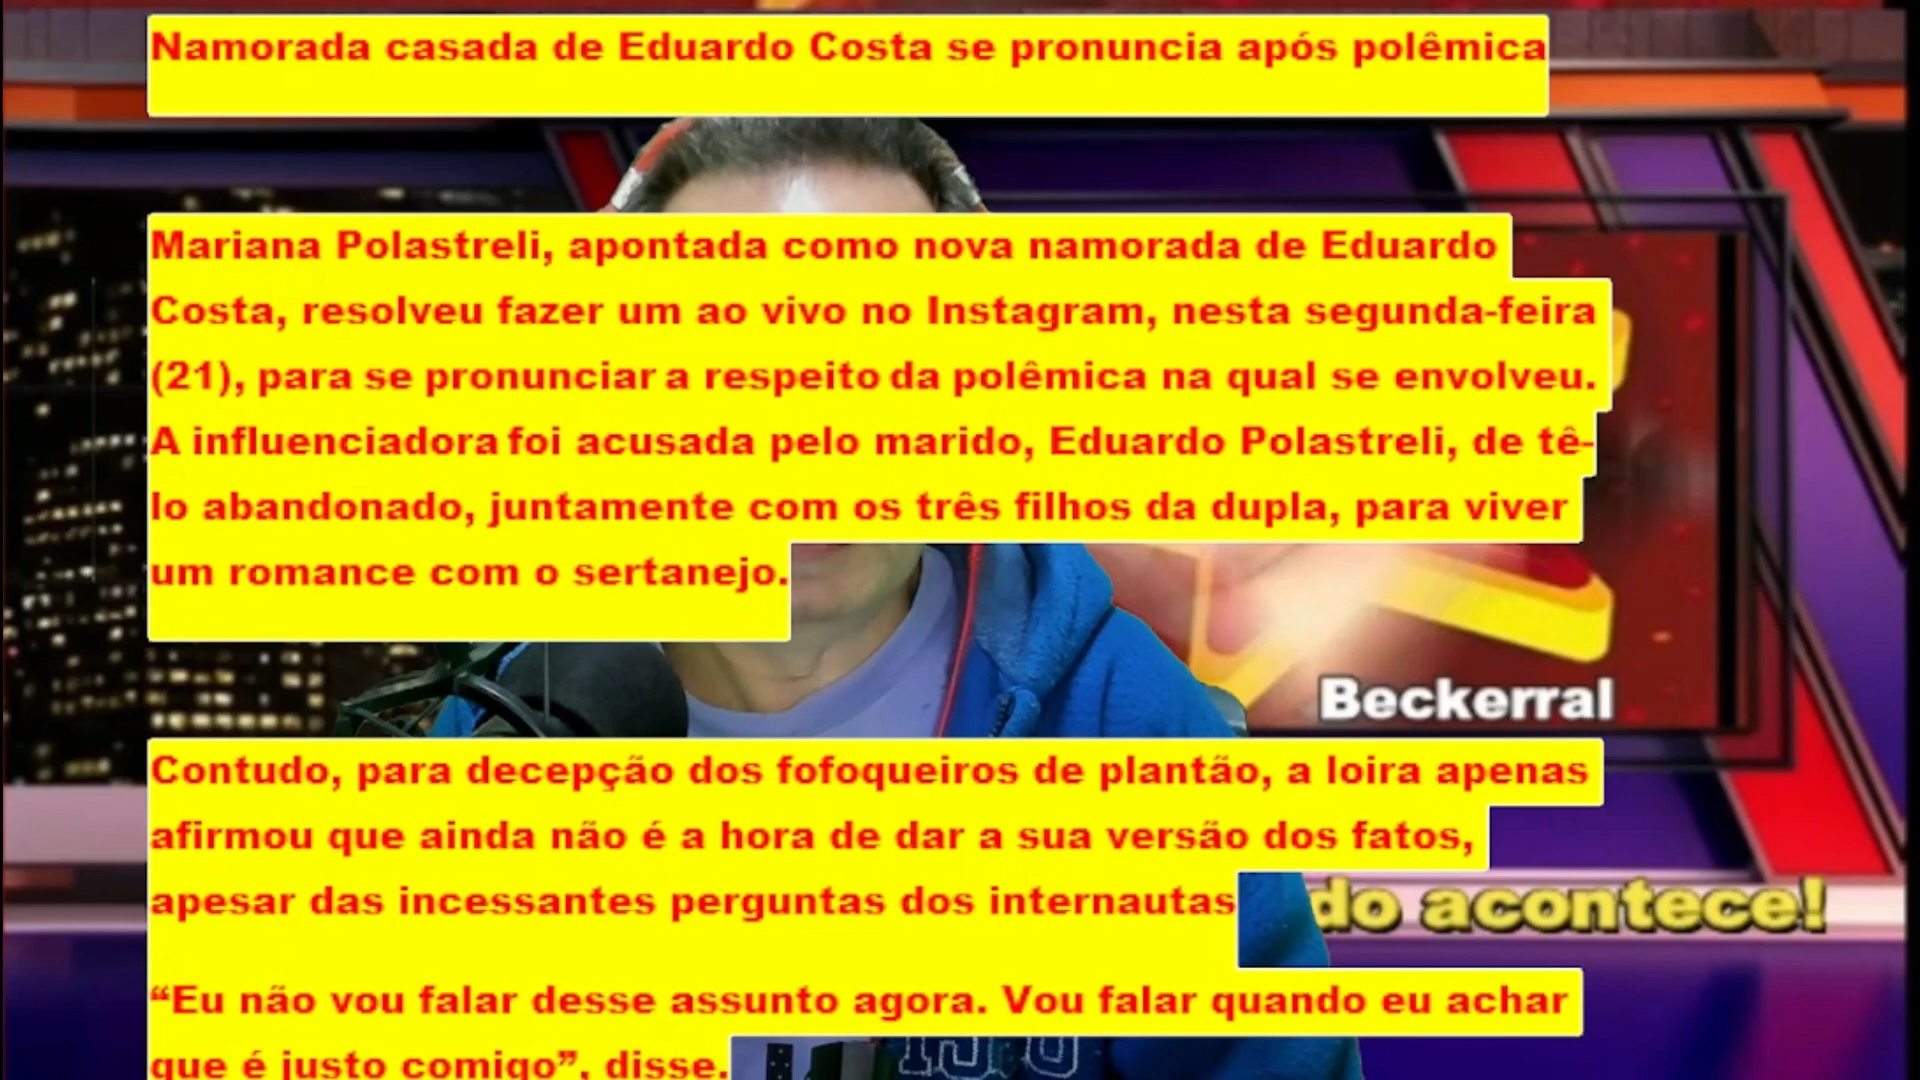 Namorada casada de Eduardo Costa se pronuncia após polêmica
Mariana Polastreli, apontada como nova namorada de Eduardo
Costa, resolveu fazer um ao vivo no Instagram, nesta segunda-feira
(21), para se pronunciar a respeito da polêmica na qual se envolveu.
A influenciadora foi acusada pelo marido, Eduardo Polastreli, de tê-
lo abandonado, juntamente com os três filhos da dupla, para viver
um romance com o sertanejo.
Beckerral
Contudo, para decepção dos fofoqueiros de plantão, a loira apenas
afirmou que ainda não é a hora de dar a sua versão dos fatos,
apesar das incessantes perguntas dos internautas
do acontece!
“Eu não vou falar desse assunto agora. Vou falar quando eu achar
que é justo comigo”, disse.